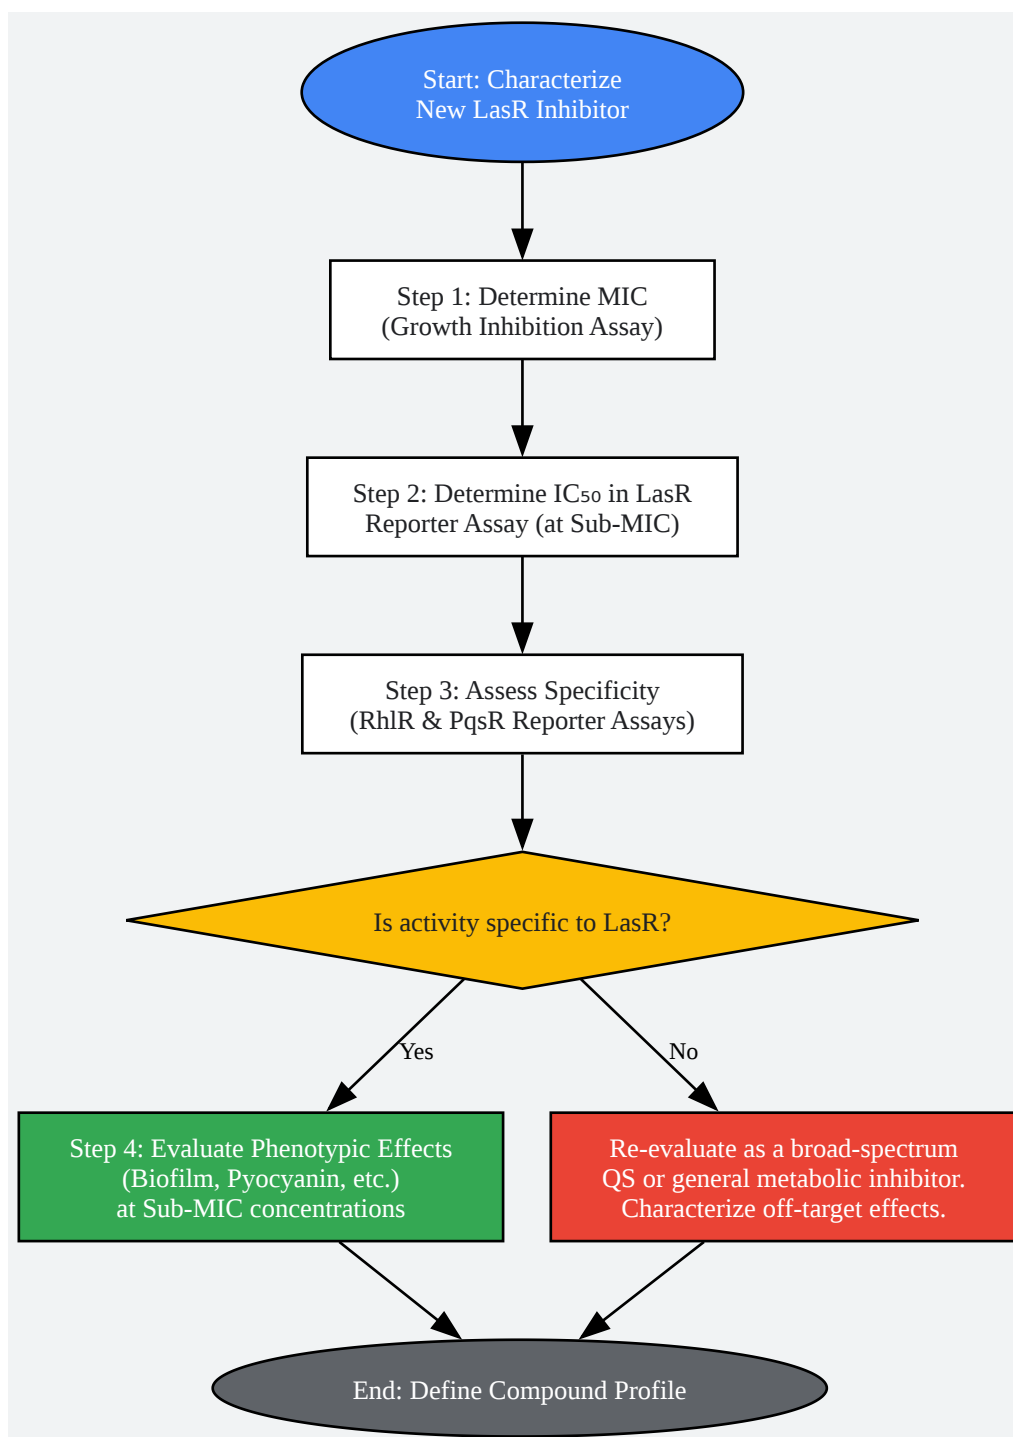 Start: Characterize
New LasR Inhibitor
Step 1: Determine MIC
(Growth Inhibition Assay)
Step 2: Determine IC₅₀ in LasR
Reporter Assay (at Sub-MIC)
Step 3: Assess Specificity
(RhlR & PqsR Reporter Assays)
Is activity specific to LasR?
Yes
No
Step 4: Evaluate Phenotypic Effects
(Biofilm, Pyocyanin, etc.)
at Sub-MIC concentrations
Re-evaluate as a broad-spectrum
QS or general metabolic inhibitor.
Characterize off-target effects.
End: Define Compound Profile